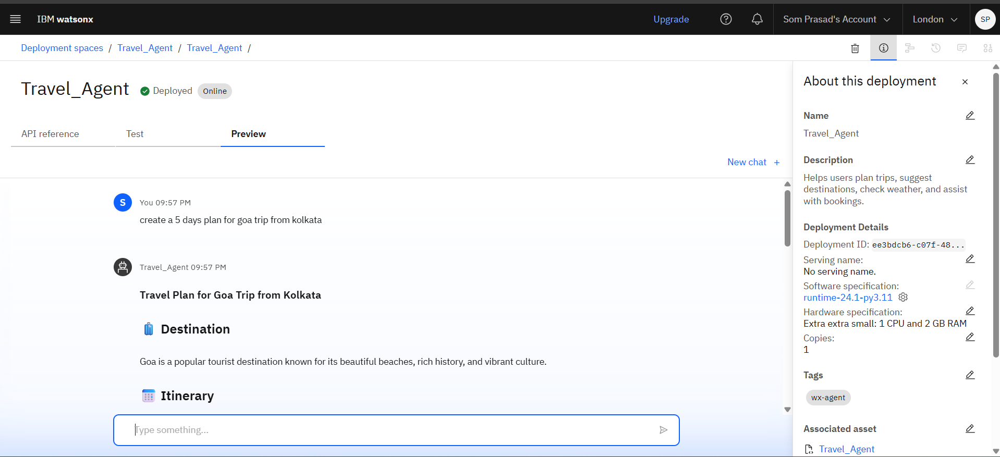 IBM watsonx
Upgrade
Som Prasad's Account
London
SP
Deployment spaces / Travel_Agent / Travel_Agent /
Travel_Agent
Deployed
Online
API reference
Test
Preview
New chat +
S
You 09:57 PM
create a 5 days plan for goa trip from kolkata
Travel_Agent 09:57 PM
Travel Plan for Goa Trip from Kolkata
Destination
Goa is a popular tourist destination known for its beautiful beaches, rich history, and vibrant culture.
Itinerary
Type something...
About this deployment
Name
Travel_Agent
Description
Helps users plan trips, suggest
destinations, check weather, and assist
with bookings.
Deployment Details
Deployment ID: ee3bdcb6-c07f-48...
Serving name:
No serving name.
Software specification:
runtime-24.1-py3.11
Hardware specification:
Extra extra small: 1 CPU and 2 GB RAM
Copies:
1
Tags
wx-agent
Associated asset
Travel_Agent